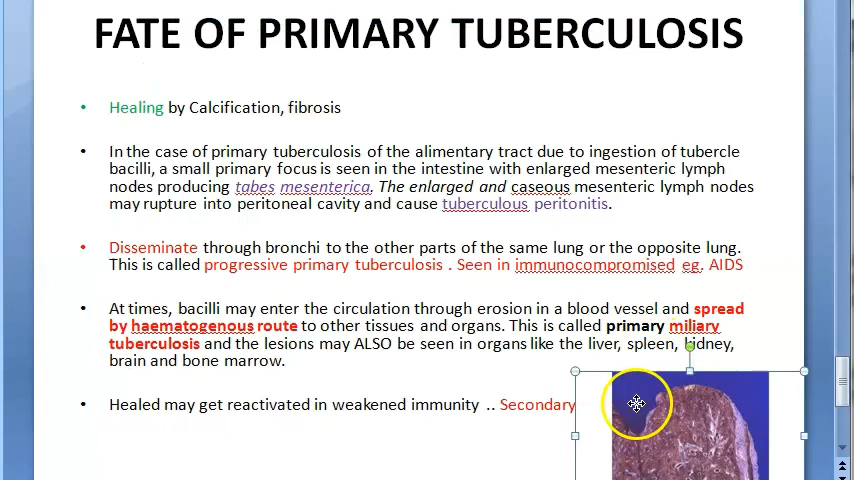 FATE OF PRIMARY TUBERCULOSIS
• Healing by Calcification, fibrosis
• In the case of primary tuberculosis of the alimentary tract due to ingestion of tubercle
bacilli, a small primary focus is seen in the intestine with enlarged mesenteric lymph
nodes producing tabes mesenterica. The enlarged and caseous mesenteric lymph nodes
may rupture into peritoneal cavity and cause tuberculous peritonitis.
• Disseminate through bronchi to the other parts of the same lung or the opposite lung.
This is called progressive primary tuberculosis . Seen in immunocompromised eg. AIDS
• At times, bacilli may enter the circulation through erosion in a blood vessel and spread
by haematogenous route to other tissues and organs. This is called primary miliary
tuberculosis and the lesions may ALSO be seen in organs like the liver, spleen, kidney,
brain and bone marrow.
• Healed may get reactivated in weakened immunity .. Secondary